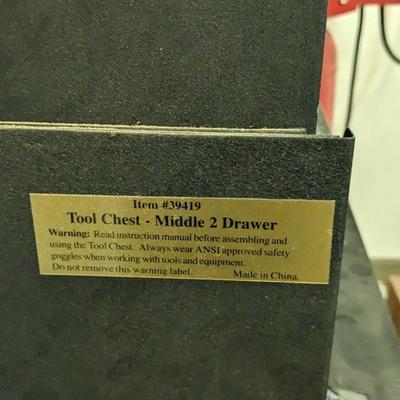 Item #39419
Tool Chest - Middle 2 Drawer
Warning: Read instruction manual before assembling and
using the Tool Chest. Always wear ANSI approved safety
goggles when working with tools and equipment.
Do not remove this warning label. Made in China.